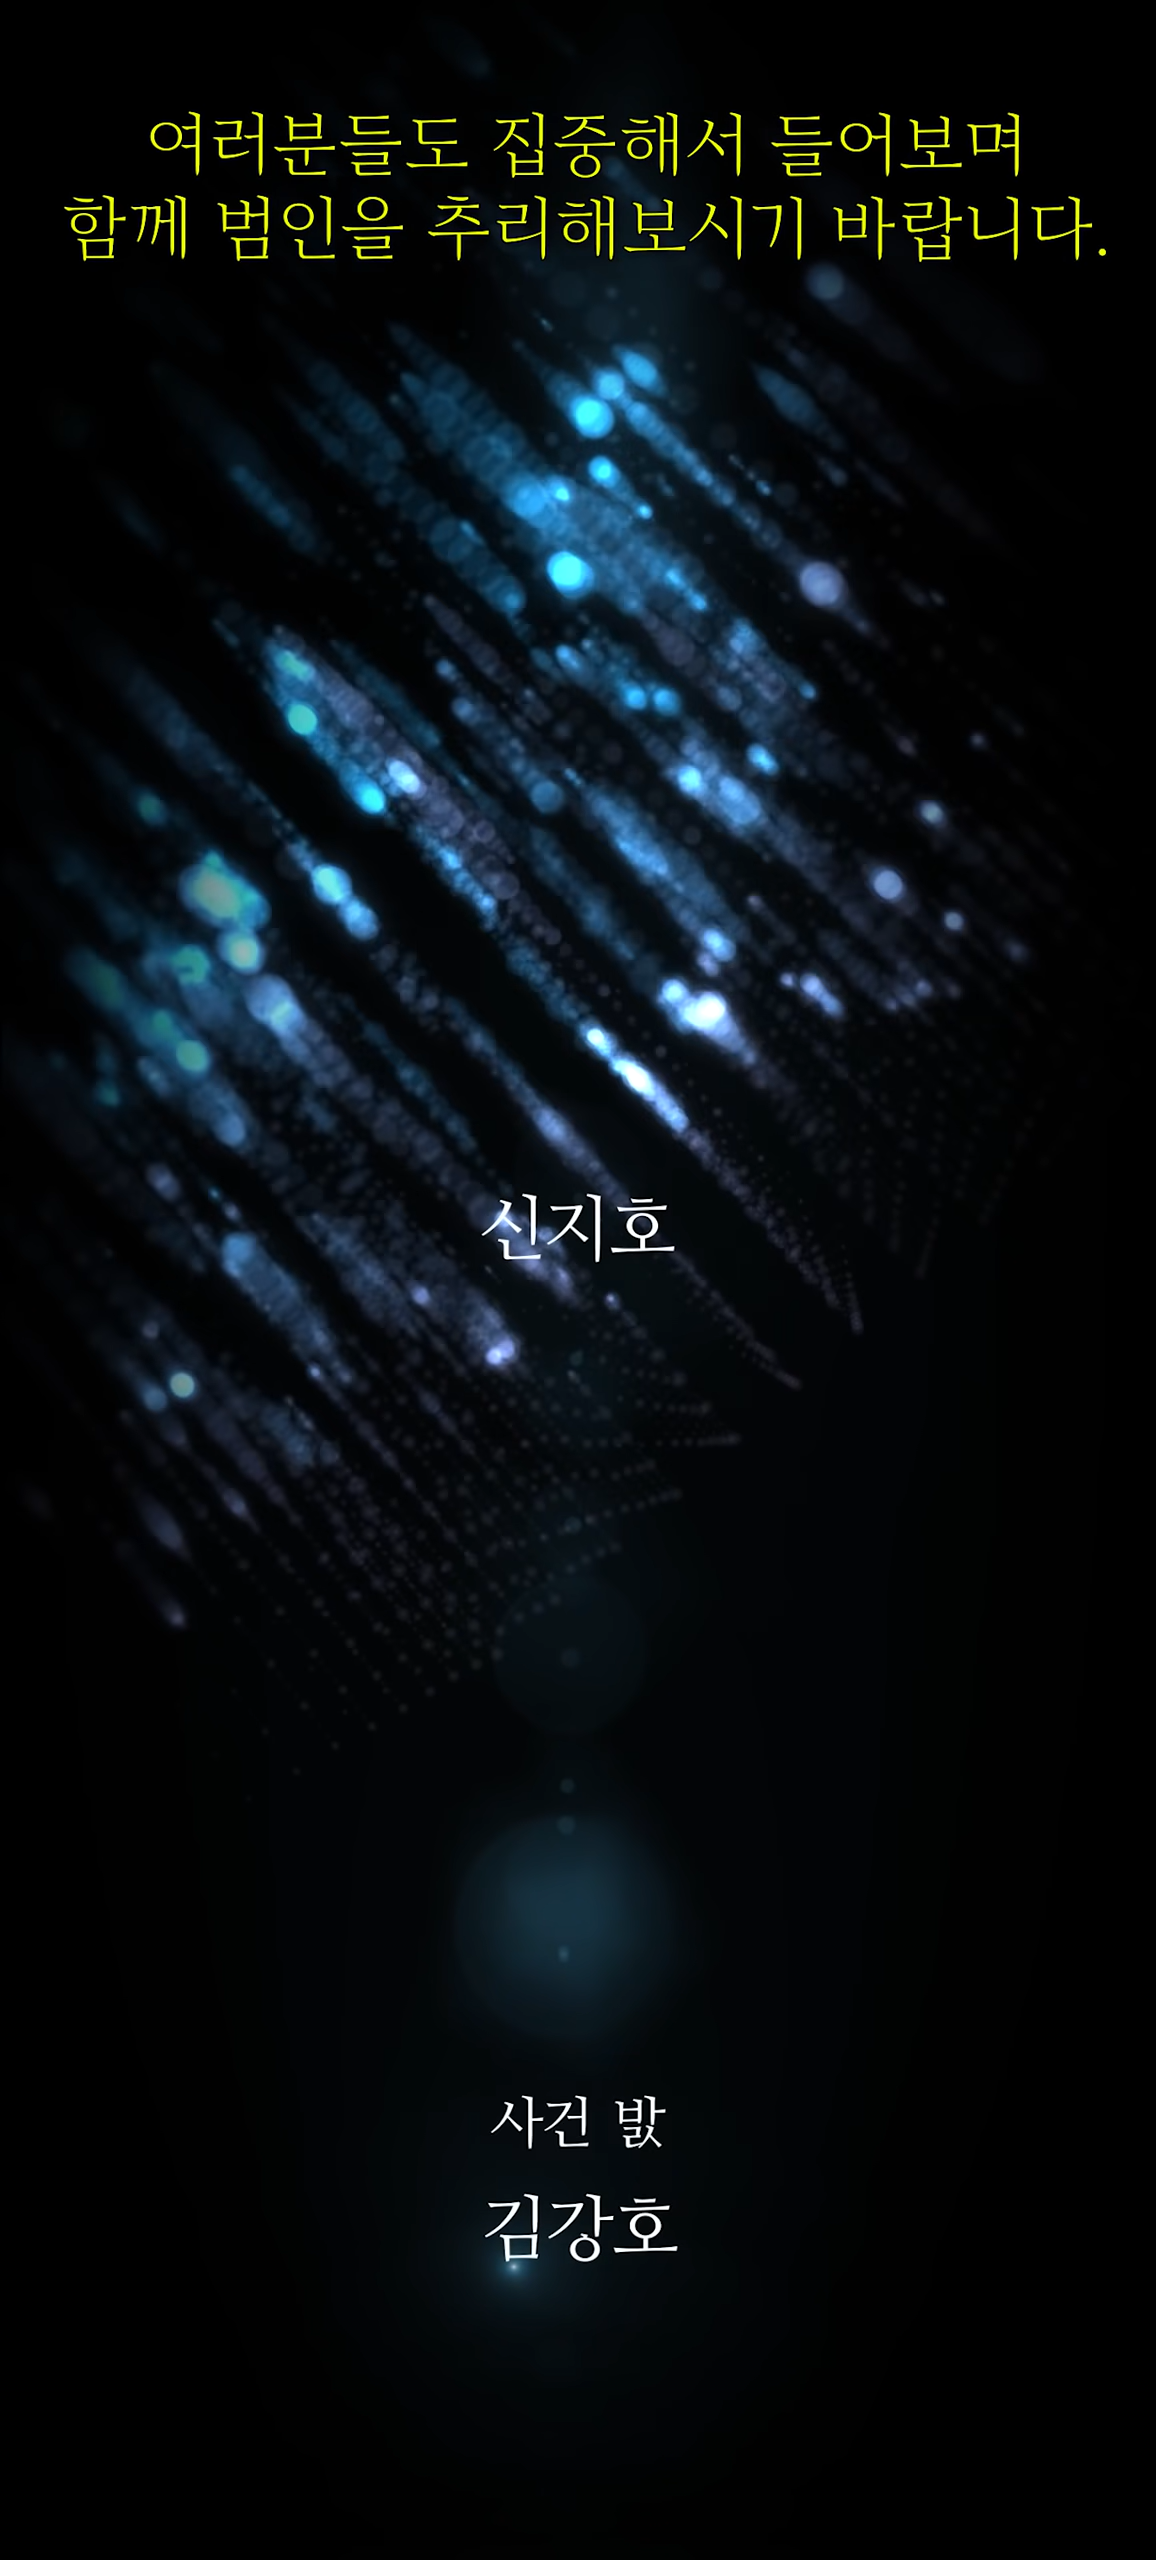 여러분들도 집중해서 들어보며
함께 범인을 추리해보시기 바랍니다.
신지호
사건 밠
김강호